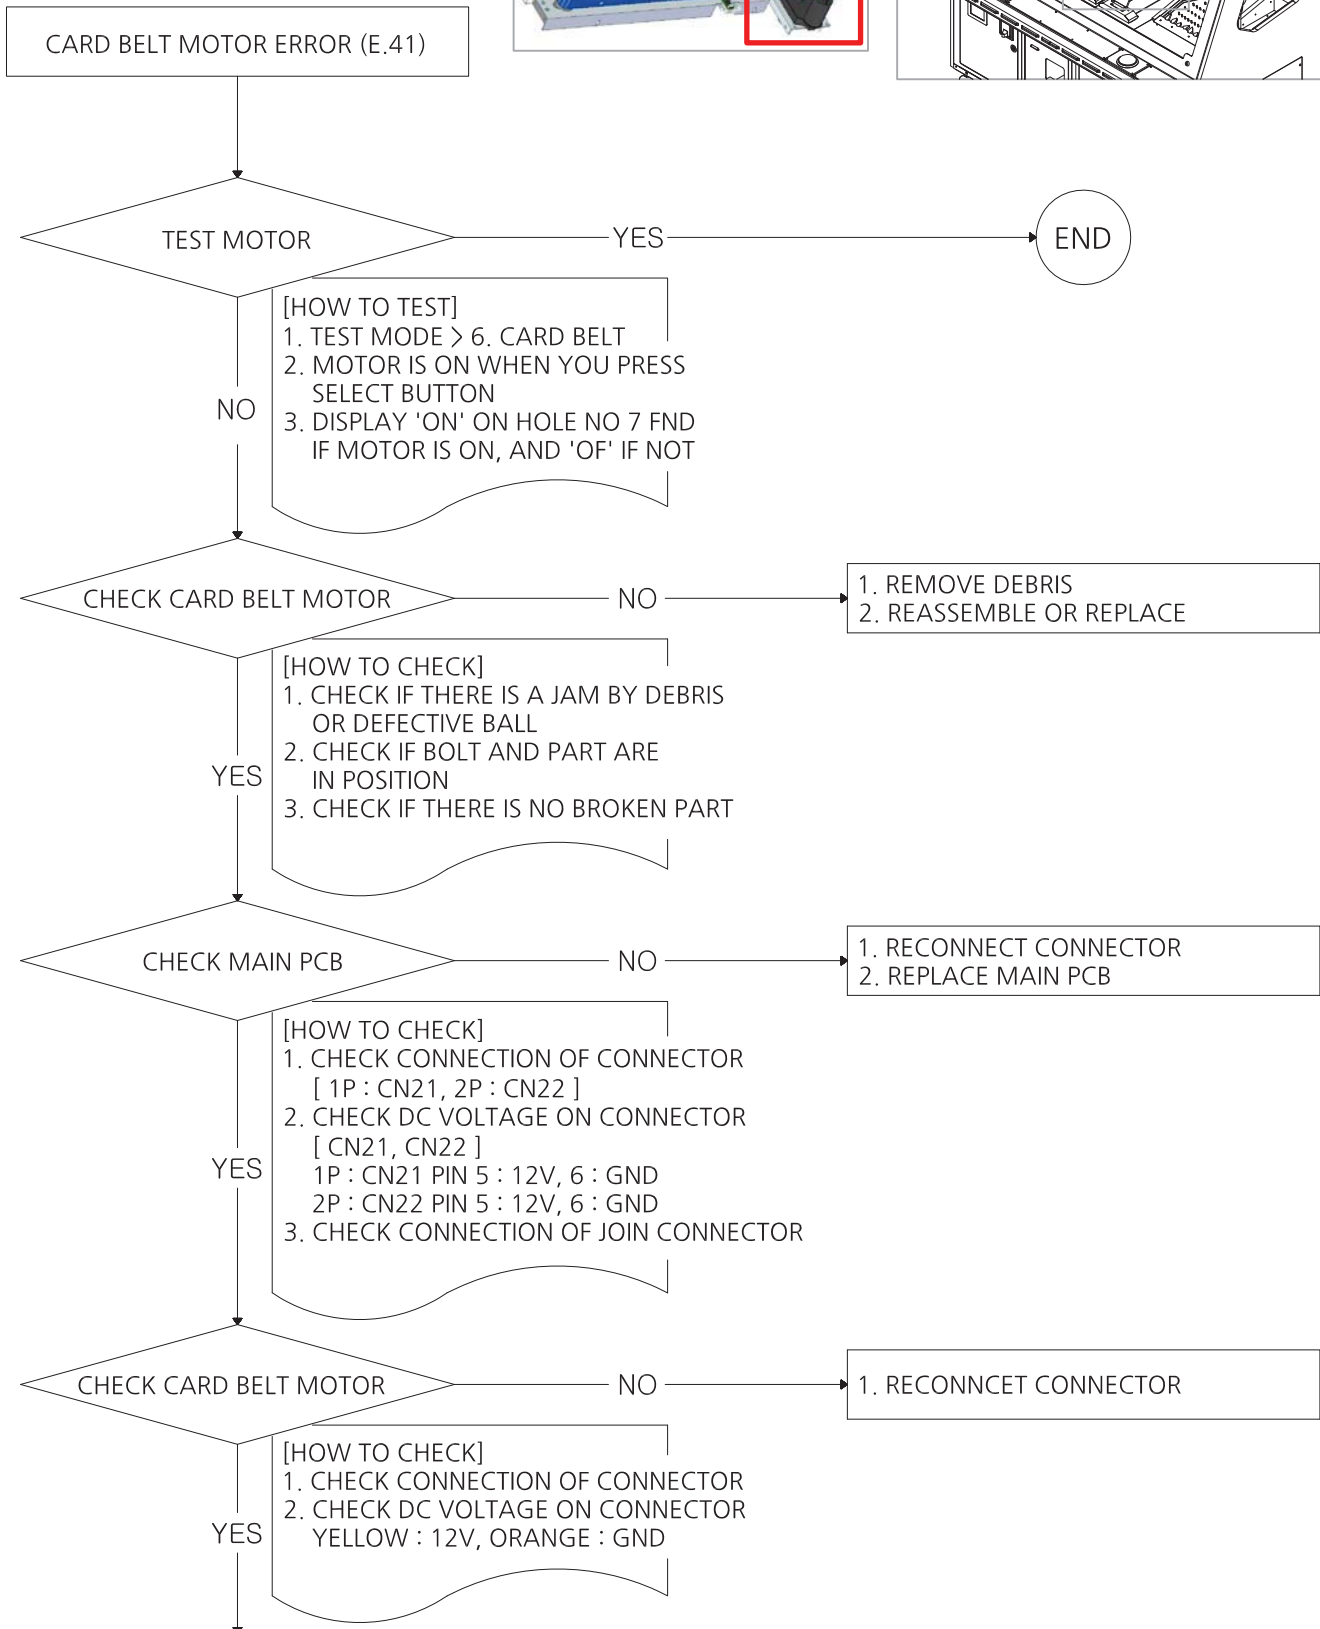 CARD BELT MOTOR ERROR (E.41)
TEST MOTOR
YES
END
[HOW TO TEST]
1. TEST MODE > 6. CARD BELT
2. MOTOR IS ON WHEN YOU PRESS
SELECT BUTTON
3. DISPLAY 'ON' ON HOLE NO 7 FND
IF MOTOR IS ON, AND 'OF' IF NOT
NO
CHECK CARD BELT MOTOR
NO
1. REMOVE DEBRIS
2. REASSEMBLE OR REPLACE
[HOW TO CHECK]
1. CHECK IF THERE IS A JAM BY DEBRIS
OR DEFECTIVE BALL
2. CHECK IF BOLT AND PART ARE
IN POSITION
3. CHECK IF THERE IS NO BROKEN PART
YES
CHECK MAIN PCB
NO
1. RECONNECT CONNECTOR
2. REPLACE MAIN PCB
[HOW TO CHECK]
1. CHECK CONNECTION OF CONNECTOR
[ 1P : CN21, 2P : CN22 ]
2. CHECK DC VOLTAGE ON CONNECTOR
[ CN21, CN22 ]
1P : CN21 PIN 5 : 12V, 6 : GND
2P : CN22 PIN 5 : 12V, 6 : GND
3. CHECK CONNECTION OF JOIN CONNECTOR
YES
CHECK CARD BELT MOTOR
NO
1. RECONNCET CONNECTOR
[HOW TO CHECK]
1. CHECK CONNECTION OF CONNECTOR
2. CHECK DC VOLTAGE ON CONNECTOR
YELLOW : 12V, ORANGE : GND
YES